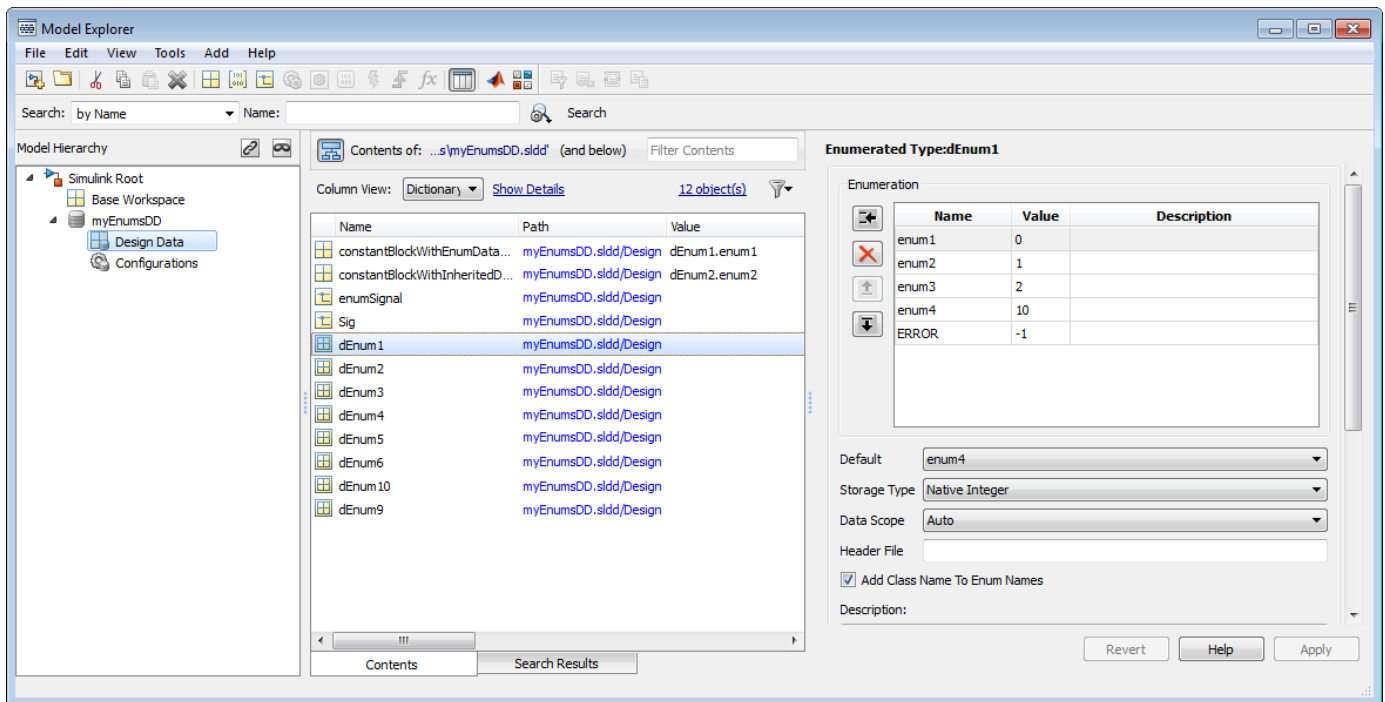 Model Explorer
File Edit View Tools Add Help
Search: by Name Name: Search
Model Hierarchy
Simulink Root
Base Workspace
myEnumsDD
Design Data
Configurations
Contents of: ...s\myEnumsDD.sldd' (and below) Filter Contents
Column View: Dictionary Show Details 12 object(s)
Name Path Value
constantBlockWithEnumData... myEnumsDD.sldd/Design dEnum1.enum1
constantBlockWithInheritedD... myEnumsDD.sldd/Design dEnum2.enum2
enumSignal myEnumsDD.sldd/Design
Sig myEnumsDD.sldd/Design
dEnum1 myEnumsDD.sldd/Design
dEnum2 myEnumsDD.sldd/Design
dEnum3 myEnumsDD.sldd/Design
dEnum4 myEnumsDD.sldd/Design
dEnum5 myEnumsDD.sldd/Design
dEnum6 myEnumsDD.sldd/Design
dEnum10 myEnumsDD.sldd/Design
dEnum9 myEnumsDD.sldd/Design
Contents Search Results
Enumerated Type:dEnum1
Enumeration
Name Value Description
enum1 0
enum2 1
enum3 2
enum4 10
ERROR -1
Default enum4
Storage Type Native Integer
Data Scope Auto
Header File
Add Class Name To Enum Names
Description:
Revert Help Apply